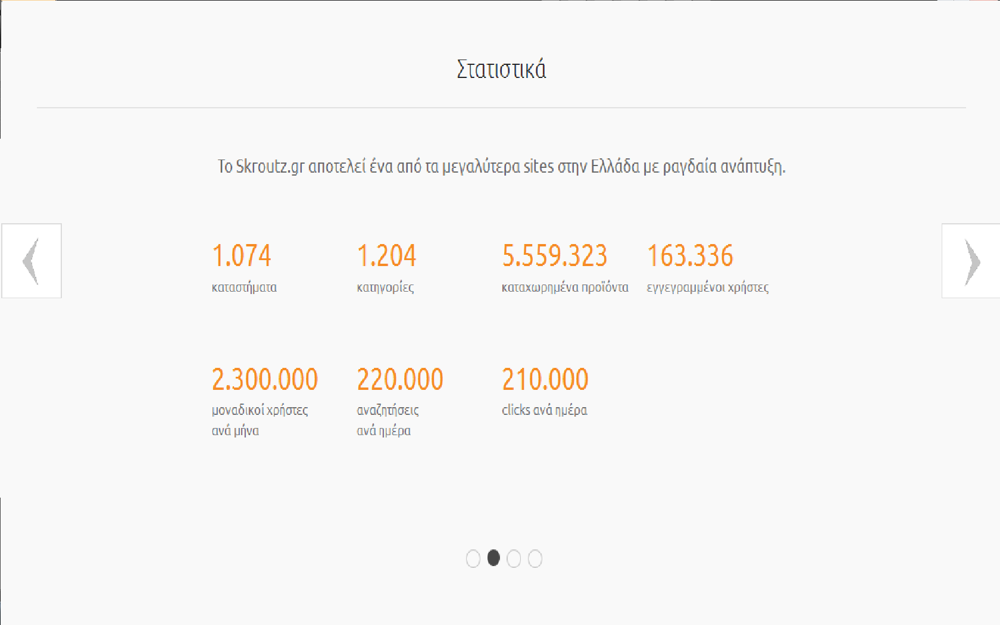 Στατιστικά
Το Skroutz.gr αποτελεί ένα από τα μεγαλύτερα sites στην Ελλάδα με ραγδαία ανάπτυξη.
1.074 1.204 5.559.323 163.336
καταστήματα κατηγορίες καταχωρημένα προϊόντα εγγεγραμμένοι χρήστες
2.300.000 220.000 210.000
μοναδικοί χρήστες αναζητήσεις clicks ανά ημέρα
ανά μήνα ανά ημέρα